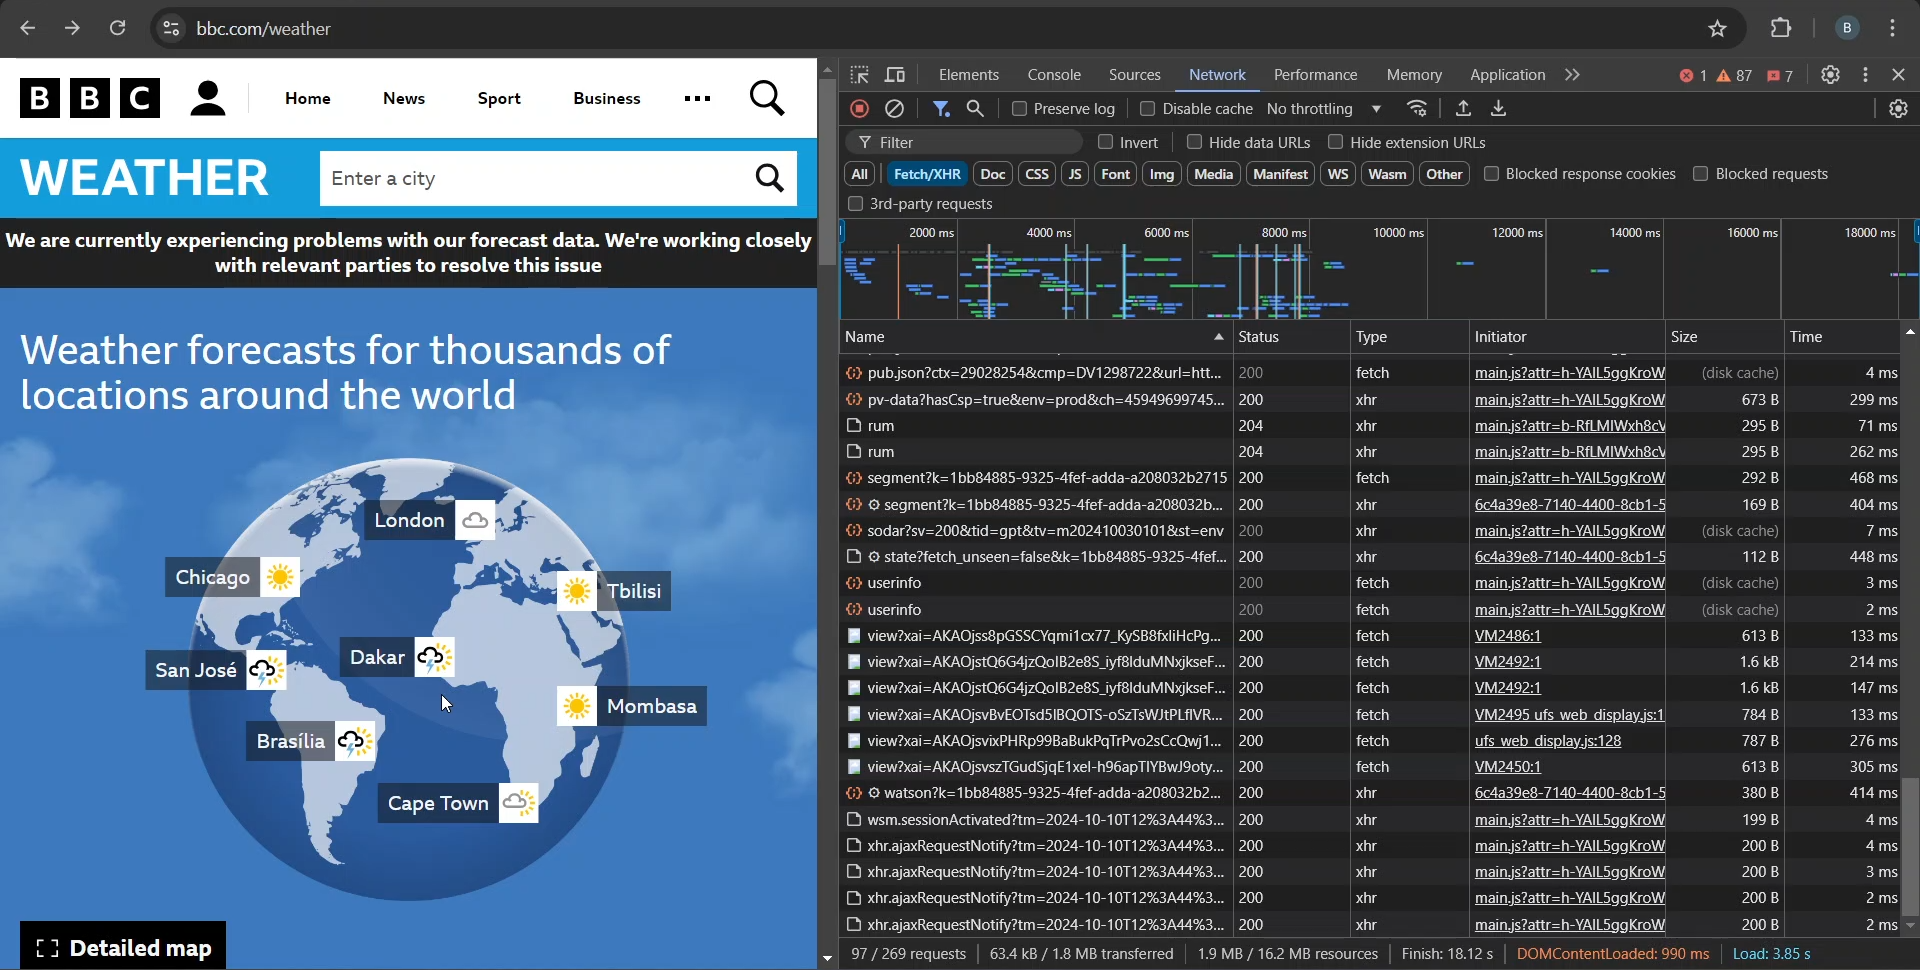 bbc.com/weather
B
BBC
Home News Sport Business
WEATHER
Enter a city
We are currently experiencing problems with our forecast data. We're working closely
with relevant parties to resolve this issue
Weather forecasts for thousands of
locations around the world
London
Chicago
Tbilisi
Dakar
San José
Mombasa
Brasília
Cape Town
Detailed map
Elements Console Sources Network Performance Memory Application 1 87 7
Preserve log Disable cache No throttling
Filter Invert Hide data URLs Hide extension URLs
All Fetch/XHR Doc CSS JS Font Img Media Manifest WS Wasm Other Blocked response cookies Blocked requests
3rd-party requests
2000 ms 4000 ms 6000 ms 8000 ms 10000 ms 12000 ms 14000 ms 16000 ms 18000 ms
Name Status Type Initiator Size Time
pub.json?ctx=29028254&cmp=DV1298722&url=htt... 200 fetch main.js?attr=h-YAIL5ggKroW (disk cache) 4 ms
pv-data?hasCsp=true&env=prod&ch=45949699745... 200 xhr main.js?attr=h-YAIL5ggKroW 673 B 299 ms
rum 204 xhr main.js?attr=b-RfLMIWxh8cV 295 B 71 ms
rum 204 xhr main.js?attr=b-RfLMIWxh8cV 295 B 262 ms
segment?k=1bb84885-9325-4fef-adda-a208032b2715 200 fetch main.js?attr=h-YAIL5ggKroW 292 B 468 ms
segment?k=1bb84885-9325-4fef-adda-a208032b... 200 xhr 6c4a39e8-7140-4400-8cb1-5 169 B 404 ms
sodar?sv=200&tid=gpt&tv=m202410030101&st=env 200 xhr main.js?attr=h-YAIL5ggKroW (disk cache) 7 ms
state?fetch_unseen=false&k=1bb84885-9325-4fef... 200 xhr 6c4a39e8-7140-4400-8cb1-5 112 B 448 ms
userinfo 200 fetch main.js?attr=h-YAIL5ggKroW (disk cache) 3 ms
userinfo 200 fetch main.js?attr=h-YAIL5ggKroW (disk cache) 2 ms
view?xai=AKAOjss8pGSSCYqmi1cx77_KySB8fxliHcPg... 200 fetch VM2486:1 613 B 133 ms
view?xai=AKAOjstQ6G4jzQolB2e8S_iyf8lduMNxjkseF... 200 fetch VM2492:1 1.6 kB 214 ms
view?xai=AKAOjstQ6G4jzQolB2e8S_iyf8lduMNxjkseF... 200 fetch VM2492:1 1.6 kB 147 ms
view?xai=AKAOjsvBvEOTsd5lBQOTS-oSzTsWJtPLflVR... 200 fetch VM2495 ufs_web_display.js:1 784 B 133 ms
view?xai=AKAOjsvixPHRp99BaBukPqTrPvo2sCcQwj1... 200 fetch ufs_web_display.js:128 787 B 276 ms
view?xai=AKAOjsvszTGudSjqE1xel-h96apTlYBwJ9oty... 200 fetch VM2450:1 613 B 305 ms
watson?k=1bb84885-9325-4fef-adda-a208032b2... 200 xhr 6c4a39e8-7140-4400-8cb1-5 380 B 414 ms
wsm.sessionActivated?tm=2024-10-10T12%3A44%3... 200 xhr main.js?attr=h-YAIL5ggKroW 199 B 4 ms
xhr.ajaxRequestNotify?tm=2024-10-10T12%3A44%3... 200 xhr main.js?attr=h-YAIL5ggKroW 200 B 4 ms
xhr.ajaxRequestNotify?tm=2024-10-10T12%3A44%3... 200 xhr main.js?attr=h-YAIL5ggKroW 200 B 3 ms
xhr.ajaxRequestNotify?tm=2024-10-10T12%3A44%3... 200 xhr main.js?attr=h-YAIL5ggKroW 200 B 2 ms
xhr.ajaxRequestNotify?tm=2024-10-10T12%3A44%3... 200 xhr main.js?attr=h-YAIL5ggKroW 200 B 2 ms
97 / 269 requests 63.4 kB / 1.8 MB transferred 1.9 MB / 16.2 MB resources Finish: 18.12 s DOMContentLoaded: 990 ms Load: 3.85 s